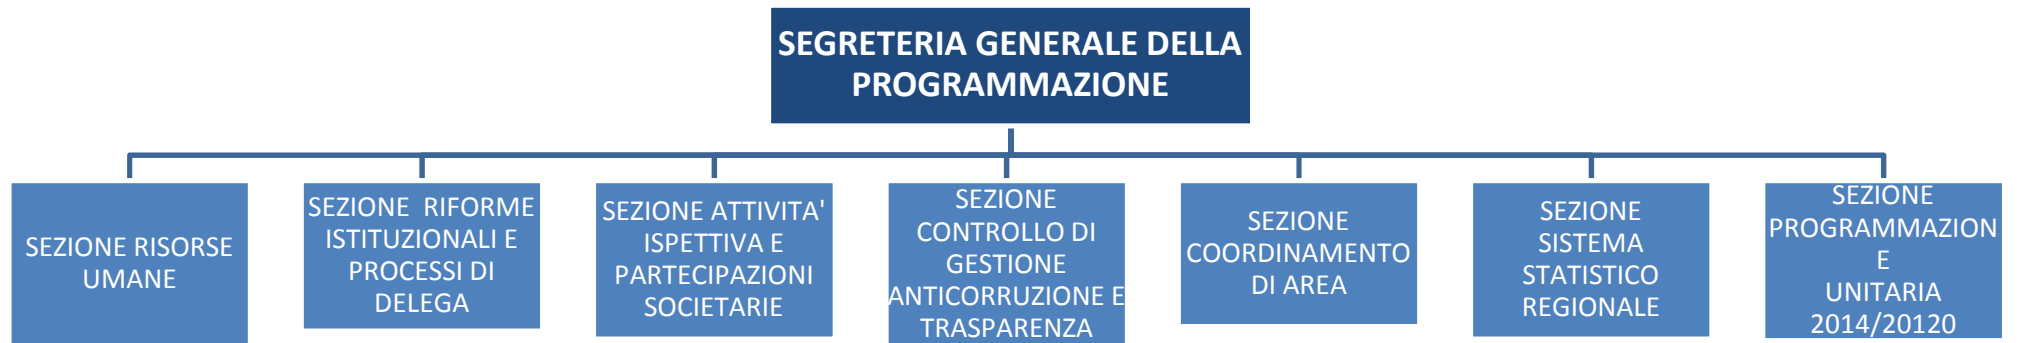 SEGRETERIA GENERALE DELLA
PROGRAMMAZIONE
SEZIONE RISORSE
UMANE
SEZIONE RIFORME
ISTITUZIONALI E
PROCESSI DI
DELEGA
SEZIONE ATTIVITA'
ISPETTIVA E
PARTECIPAZIONI
SOCIETARIE
SEZIONE
CONTROLLO DI
GESTIONE
ANTICORRUZIONE E
TRASPARENZA
SEZIONE
COORDINAMENTO
DI AREA
SEZIONE
SISTEMA
STATISTICO
REGIONALE
SEZIONE
PROGRAMMAZION
E
UNITARIA
2014/20120